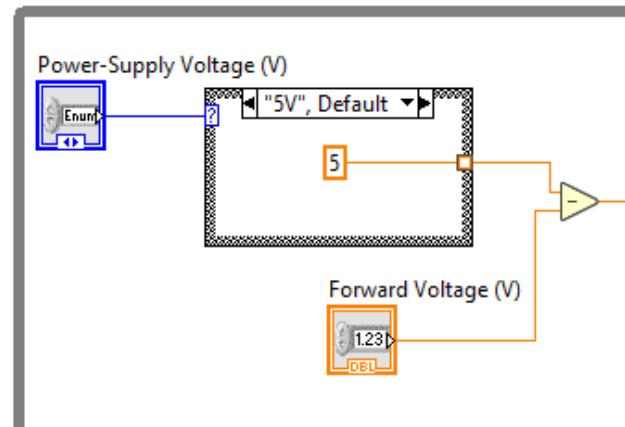 Power-Supply Voltage (V)
Enum
?
"5V", Default
5
-
Forward Voltage (V)
1.23
DBL